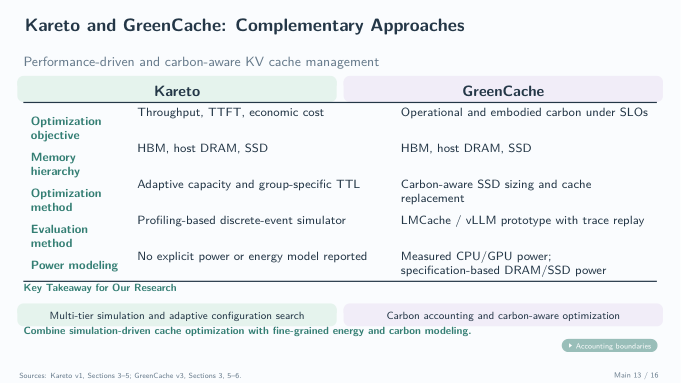 Kareto and GreenCache: Complementary Approaches
Performance-driven and carbon-aware KV cache management
Kareto
GreenCache
Optimization
objective
Throughput, TTFT, economic cost
Operational and embodied carbon under SLOs
Memory
hierarchy
HBM, host DRAM, SSD
HBM, host DRAM, SSD
Optimization
method
Adaptive capacity and group-specific TTL
Carbon-aware SSD sizing and cache
replacement
Evaluation
method
Profiling-based discrete-event simulator
LMCache / vLLM prototype with trace replay
Power modeling
No explicit power or energy model reported
Measured CPU/GPU power;
specification-based DRAM/SSD power
Key Takeaway for Our Research
Multi-tier simulation and adaptive configuration search
Carbon accounting and carbon-aware optimization
Combine simulation-driven cache optimization with fine-grained energy and carbon modeling.
Accounting boundaries
Sources: Kareto v1, Sections 3–5; GreenCache v3, Sections 3, 5–6.
Main 13 / 16